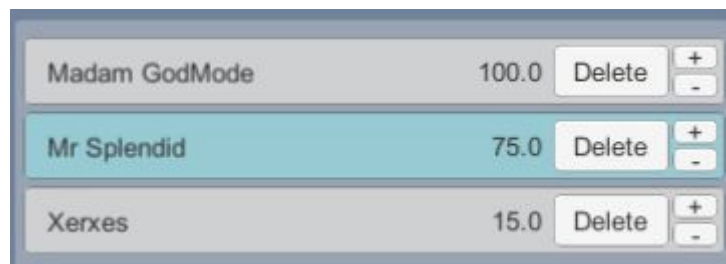 Madam GodMode 100.0 Delete + -
Mr Splendid 75.0 Delete + -
Xerxes 15.0 Delete + -